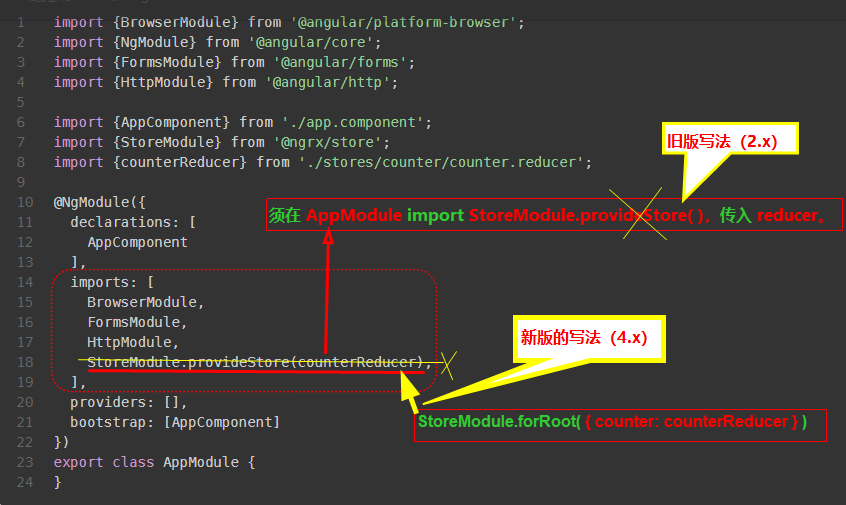 1 import {BrowserModule} from '@angular/platform-browser';
2 import {NgModule} from '@angular/core';
3 import {FormsModule} from '@angular/forms';
4 import {HttpModule} from '@angular/http';
5
6 import {AppComponent} from './app.component';
7 import {StoreModule} from '@ngrx/store';
8 import {counterReducer} from './stores/counter/counter.reducer';
旧版写法（2.x）
9
10 @NgModule({
11 declarations: [
须在 AppModule import StoreModule.provideStore( )，传入 reducer。
12 AppComponent
13 ],
14 imports: [
15 BrowserModule,
16 FormsModule,
新版的写法（4.x）
17 HttpModule,
18 StoreModule.provideStore(counterReducer),
19 ],
20 providers: [],
21 bootstrap: [AppComponent]
StoreModule.forRoot( { counter: counterReducer } )
22 })
23 export class AppModule {
24 }